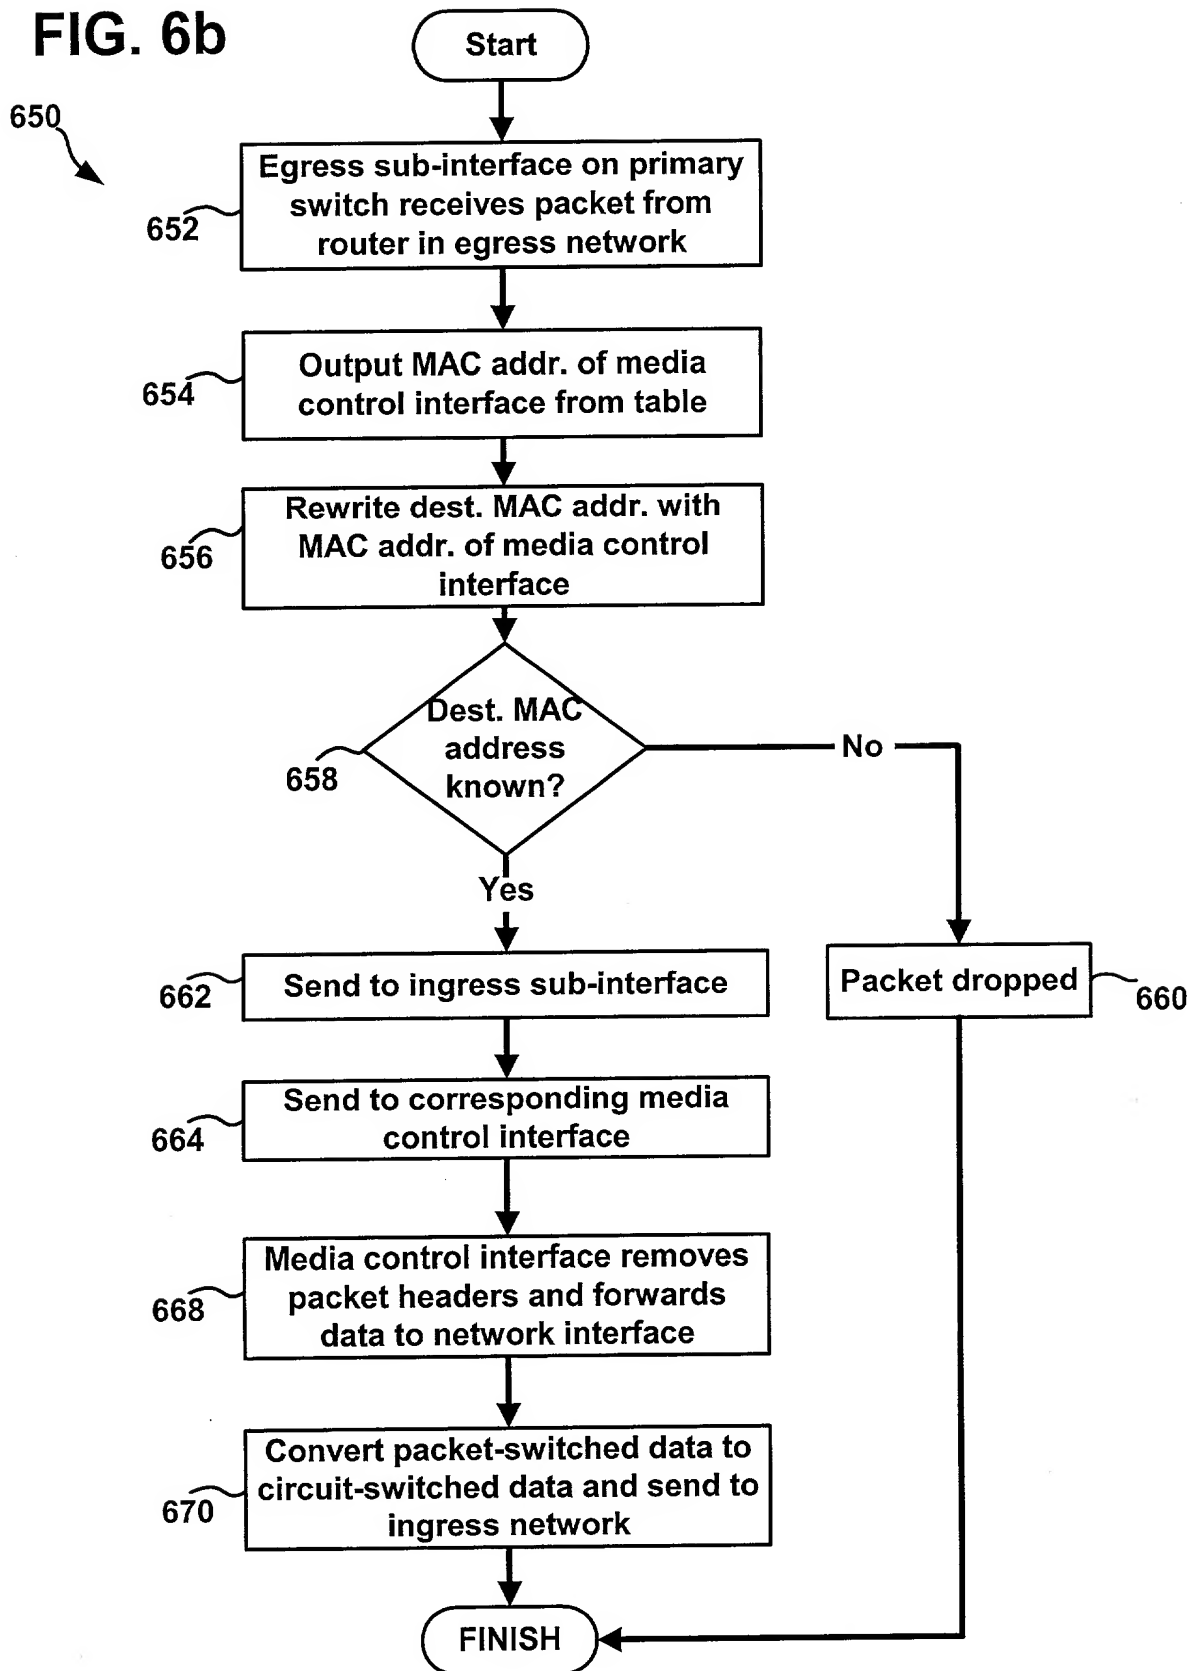 FIG. 6b
Start
650
Egress sub-interface on primary
switch receives packet from
router in egress network
652
Output MAC addr. of media
control interface from table
654
Rewrite dest. MAC addr. with
MAC addr. of media control
interface
656
Dest. MAC
address
known?
658
No
Yes
Send to ingress sub-interface
662
Packet dropped
660
Send to corresponding media
control interface
664
Media control interface removes
packet headers and forwards
data to network interface
668
Convert packet-switched data to
circuit-switched data and send to
ingress network
670
FINISH